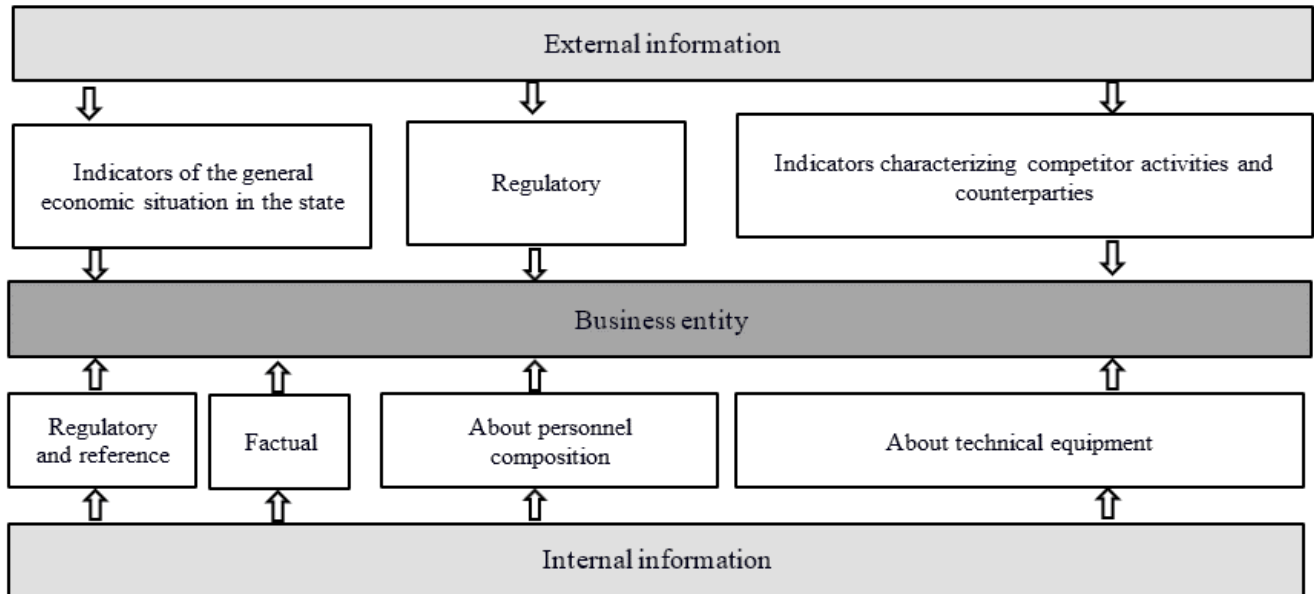 External information
Indicators of the general
economic situation in the state
Regulatory
Indicators characterizing competitor activities and
counterparties
Business entity
Regulatory
and reference
Factual
About personnel
composition
About technical equipment
Internal information